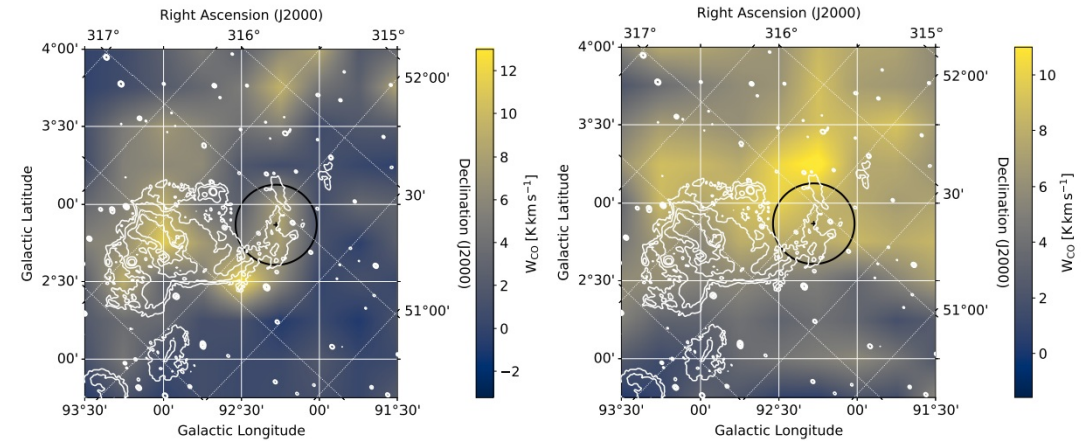 Right Ascension (J2000)
317° 316° 315°
4°00'
3°30'
00'
2°30'
00'
93°30' 00' 92°30' 00' 91°30'
Galactic Longitude
Galactic Latitude
52°00'
30'
51°00'
Declination (J2000)
12
10
8
6
4
2
0
−2
W_CO [K km s⁻¹]
Right Ascension (J2000)
317° 316° 315°
4°00'
3°30'
00'
2°30'
00'
93°30' 00' 92°30' 00' 91°30'
Galactic Longitude
Galactic Latitude
52°00'
30'
51°00'
Declination (J2000)
10
8
6
4
2
0
W_CO [K km s⁻¹]